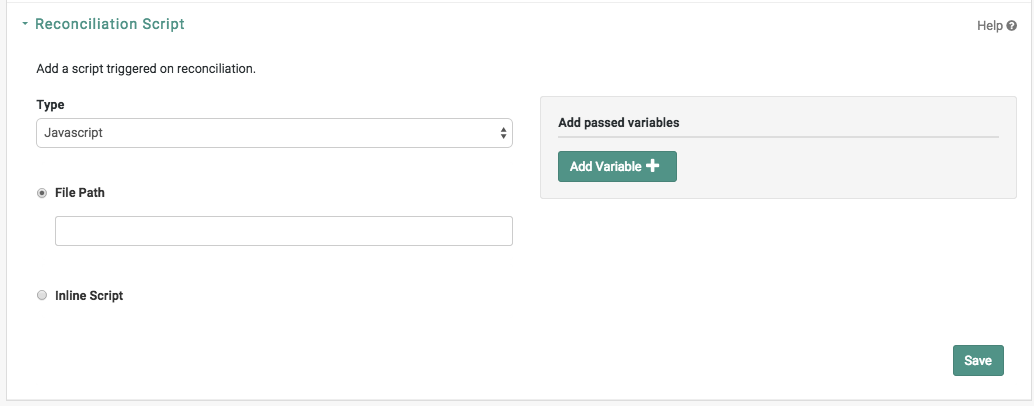 Reconciliation Script
Help
Add a script triggered on reconciliation.
Type
Javascript
File Path
Inline Script
Add passed variables
Add Variable
Save